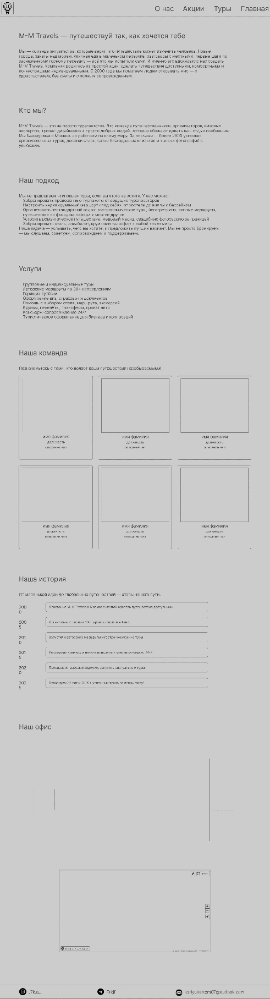 О нас Акции Туры Главная
M-M Travels — путешествуй так, как хочется тебе
Мы — команда энтузиастов, которые верят, что путешествие может изменить человека. Новые
города, закаты над морем, уличная еда в маленьком переулке, разговоры с местными, первые шаги по
заснеженному горному перевалу — всё это мы испытали сами. И именно это вдохновило нас создать
M-M Travels. Компания родилась из простой идеи: сделать путешествия доступными, комфортными и
по-настоящему индивидуальными. С 2000 года мы помогаем людям открывать мир — с
удовольствием, без суеты и с полным сопровождением.
Кто мы?
M-M Travels — это не просто турагентство. Это команда путешественников, организаторов, визовых
экспертов, тревел-дизайнеров и просто добрых людей, которые обожают делать ваш отдых особенным.
Мы базируемся в Москве, но работаем по всему миру. За плечами — более 2000 успешно
организованных туров, десятки стран, сотни благодарных клиентов и тысячи фотографий с
улыбками.
Наш подход
Мы не предлагаем «типовые» туры, если вы этого не хотите. У нас можно:
Забронировать проверенные турпакеты от ведущих туроператоров
Настроить индивидуальный маршрут «под себя»: от хостела до виллы с бассейном
Организовать нестандартный отдых: гастрономические туры, йога-ретриты, винные маршруты,
путешествия по фьордам, сафари и многое другое
Устроить романтическое путешествие, медовый месяц, свадебную фотосессию за границей
Забронировать отель, авиабилет, круиз или трансфер в любой точке мира
Наша задача — услышать, чего вы хотите, и предложить лучший вариант. Мы не просто бронируем
— мы слушаем, советуем, сопровождаем и поддерживаем.
Услуги
Групповые и индивидуальные туры
Авторские маршруты по 30+ направлениям
Горящие путёвки
Оформление виз, страховок и документов
Помощь с выбором отеля, маршрута, экскурсий
Круизы, перелёты, трансферы, прокат авто
Консьерж-сопровождение 24/7
Туристическое оформление для бизнеса и корпораций
Наша команда
Познакомьтесь с теми, кто делает ваши путешествия незабываемыми!
имя фамилия имя фамилия имя фамилия
должность должность должность
описание чел описание чел описание чел
имя фамилия имя фамилия имя фамилия
должность должность должность
описание чел описание чел описание чел
Наша история
От маленькой идеи до глобальных путешествий — этапы нашего пути.
200
0
Основание M-M Travels в Москве с мечтой сделать путешествия доступными
200
5
Организовали первые 100 туров по Европе и Азии.
201
0
Запустили авторские маршруты и гастрономические туры.
201
5
Расширили команду и начали предлагать консьерж-сервис 24/7
202
0
Преодолели вызовы пандемии, запустив виртуальные туры.
202
5
Празднуем 25 лет и 2000+ успешных туров по всему миру!
Наш офис
_7k.a_ Ftkjf karlyukartem07@outlook.com